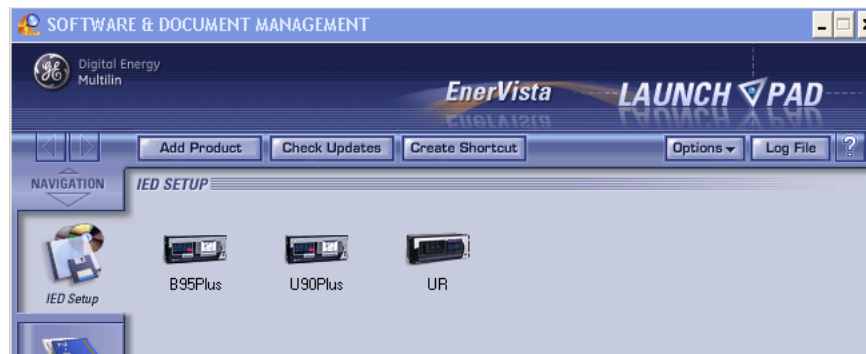 SOFTWARE & DOCUMENT MANAGEMENT
Digital Energy
Multilin
EnerVista LAUNCH PAD
Add Product Check Updates Create Shortcut Options Log File ?
NAVIGATION
IED SETUP
B95Plus U90Plus UR
IED Setup